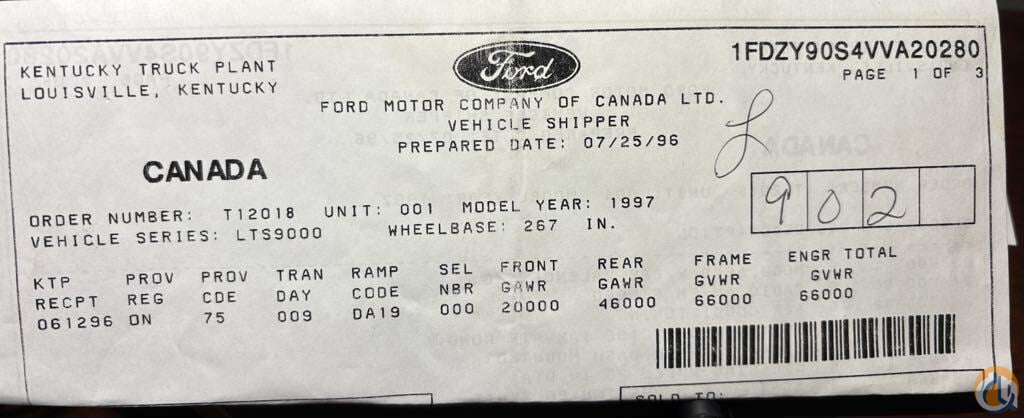 1FDZY90S4VVA20280
PAGE 1 OF 3
KENTUCKY TRUCK PLANT
LOUISVILLE, KENTUCKY
Ford
FORD MOTOR COMPANY OF CANADA LTD.
VEHICLE SHIPPER
PREPARED DATE: 07/25/96
CANADA
902
ORDER NUMBER: T12018 UNIT: 001 MODEL YEAR: 1997
VEHICLE SERIES: LTS9000 WHEELBASE: 267 IN.
KTP PROV PROV TRAN RAMP SEL FRONT REAR FRAME ENGR TOTAL
RECPT REG CDE DAY CODE NBR GAWR GAWR GVWR GVWR
061296 ON 75 009 DA19 000 20000 46000 66000 66000
SOLD TO: